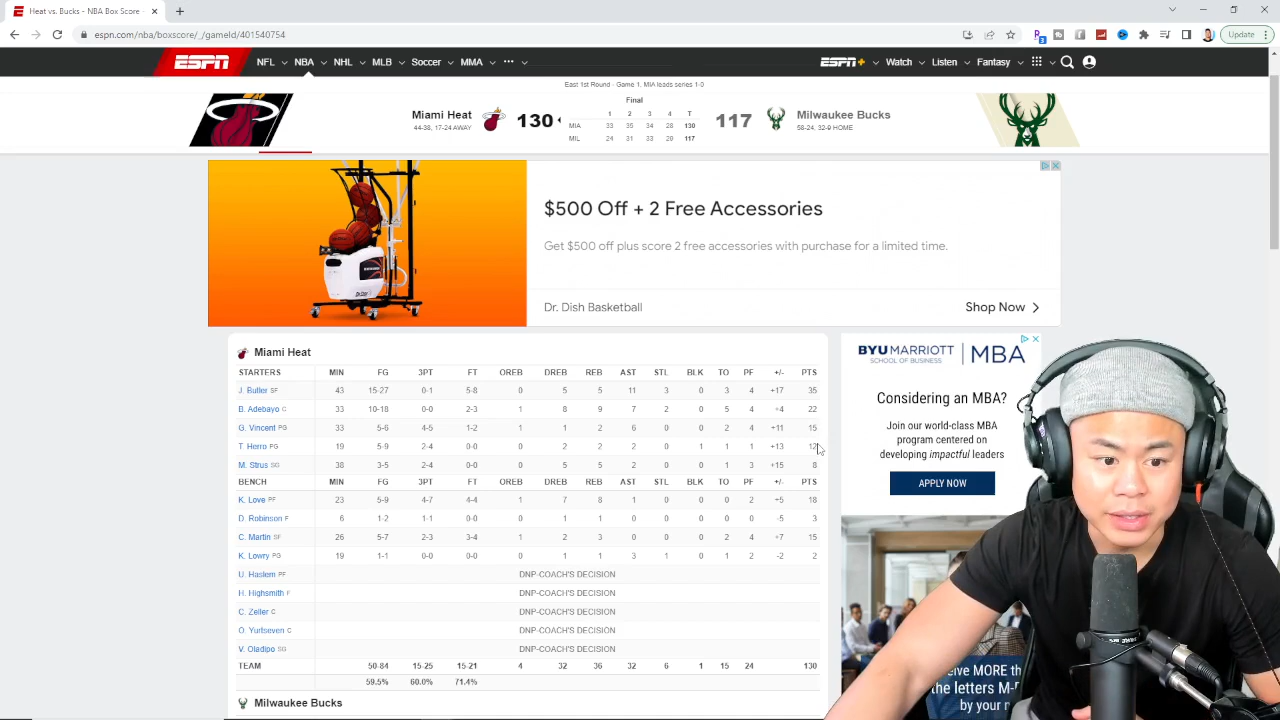 Heat vs. Bucks - NBA Box Score -
espn.com/nba/boxscore/_/gameId/401540754
Update
ESPN NFL NBA NHL MLB Soccer MMA ESPN+ Watch Listen Fantasy
East 1st Round - Game 1, MIA leads series 1-0
Miami Heat
44-38, 17-24 AWAY
130
Final
1 2 3 4 T
MIA 33 35 34 28 130
MIL 24 31 33 20 117
117
Milwaukee Bucks
58-24, 32-9 HOME
$500 Off + 2 Free Accessories
Get $500 off plus score 2 free accessories with purchase for a limited time.
Dr. Dish Basketball
Shop Now
Miami Heat
STARTERS MIN FG 3PT FT OREB DREB REB AST STL BLK TO PF +/- PTS
J. Butler SF 43 15-27 0-1 5-8 0 5 5 11 3 0 3 4 +17 35
B. Adebayo C 33 10-18 0-0 2-3 1 8 9 7 2 0 5 4 +4 22
G. Vincent PG 33 5-6 4-5 1-2 1 1 2 6 0 0 2 4 +11 15
T. Herro PG 19 5-9 2-4 0-0 0 2 2 2 0 1 1 1 +13 12
M. Strus SG 38 3-5 2-4 0-0 0 5 5 2 0 0 1 3 +15 8
BENCH MIN FG 3PT FT OREB DREB REB AST STL BLK TO PF +/- PTS
K. Love PF 23 5-9 4-7 4-4 1 7 8 1 0 0 0 2 +5 18
D. Robinson F 6 1-2 1-1 0-0 0 1 1 0 0 0 0 0 -5 3
C. Martin SF 26 5-7 2-3 3-4 1 2 3 0 0 0 2 4 +7 15
K. Lowry PG 19 1-1 0-0 0-0 0 1 1 3 1 0 1 2 -2 2
U. Haslem PF DNP-COACH'S DECISION
H. Highsmith F DNP-COACH'S DECISION
C. Zeller C DNP-COACH'S DECISION
O. Yurtseven C DNP-COACH'S DECISION
V. Oladipo SG DNP-COACH'S DECISION
TEAM 50-84 15-25 15-21 4 32 36 32 6 1 15 24 130
59.5% 60.0% 71.4%
Milwaukee Bucks
BYU MARRIOTT SCHOOL OF BUSINESS MBA
Considering an MBA?
Join our world-class MBA
program centered on
developing impactful leaders
APPLY NOW
MORE
the letters M-
by your